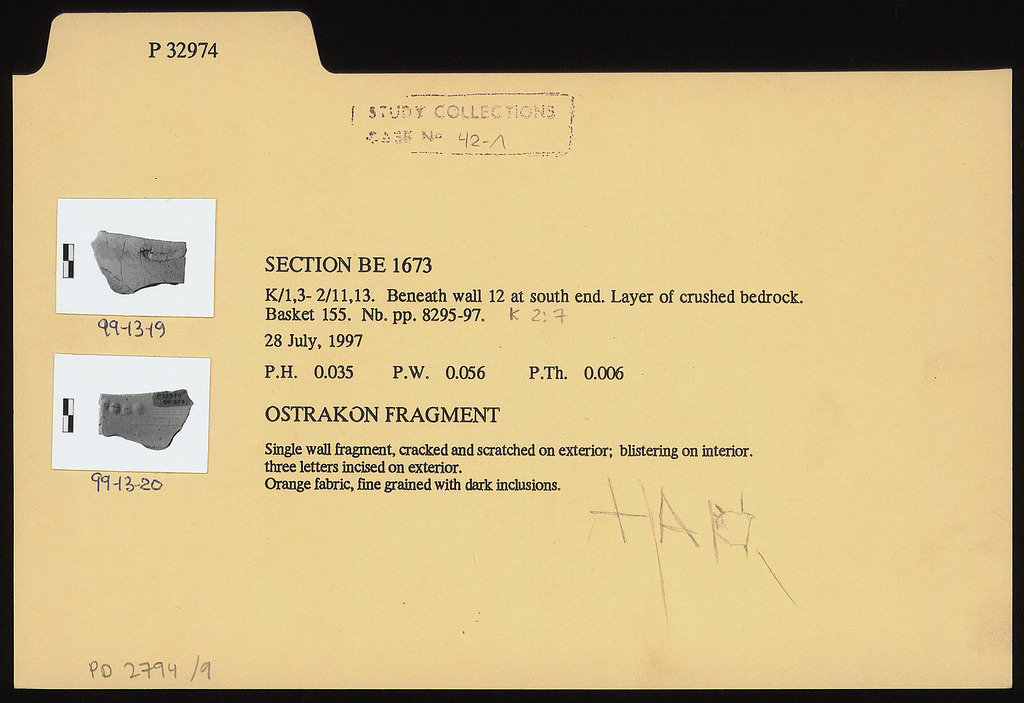 P 32974
STUDY COLLECTIONS
CASE No 42-1
99-13-19
99-13-20
SECTION BE 1673
K/1,3- 2/11,13. Beneath wall 12 at south end. Layer of crushed bedrock.
Basket 155. Nb. pp. 8295-97. K 2:7
28 July, 1997
P.H. 0.035 P.W. 0.056 P.Th. 0.006
OSTRAKON FRAGMENT
Single wall fragment, cracked and scratched on exterior; blistering on interior.
three letters incised on exterior.
Orange fabric, fine grained with dark inclusions.
PD 2794 /9